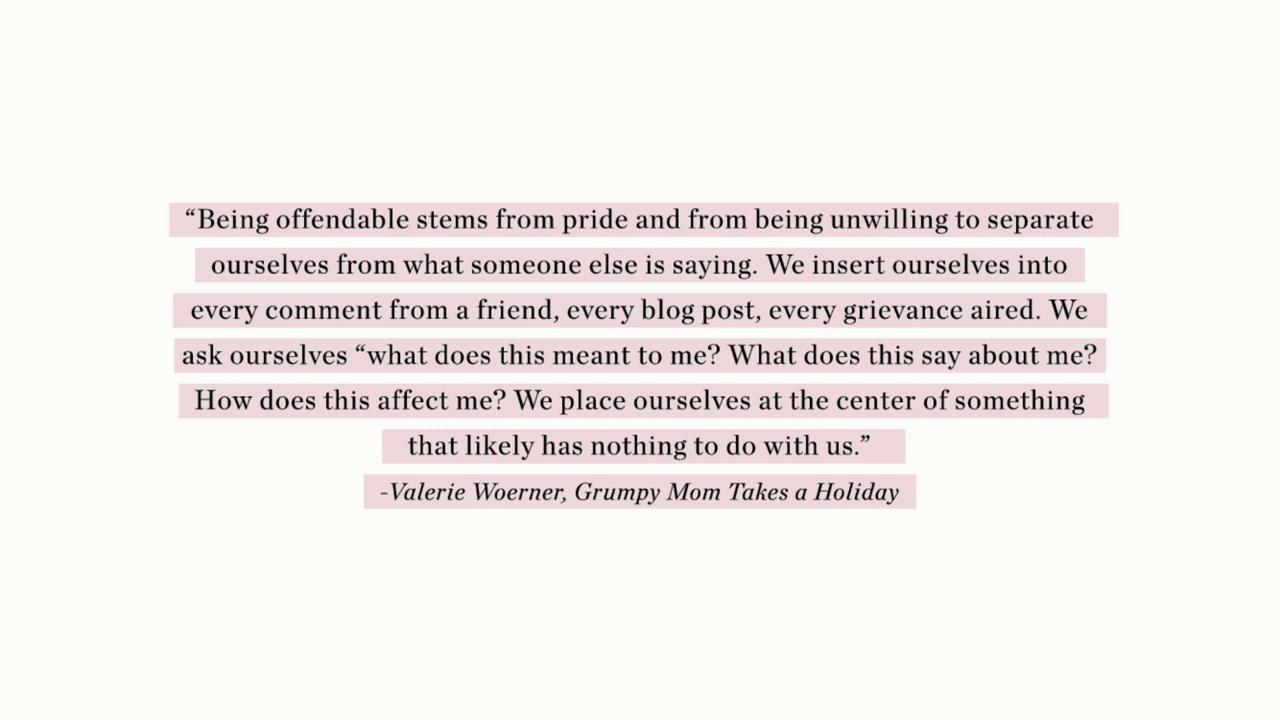 “Being offendable stems from pride and from being unwilling to separate
ourselves from what someone else is saying. We insert ourselves into
every comment from a friend, every blog post, every grievance aired. We
ask ourselves “what does this meant to me? What does this say about me?
How does this affect me? We place ourselves at the center of something
that likely has nothing to do with us.”
-Valerie Woerner, Grumpy Mom Takes a Holiday